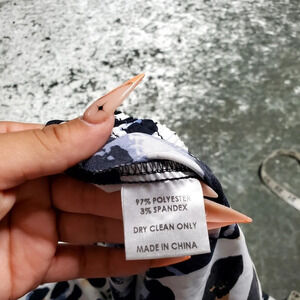 97% POLYESTER
3% SPANDEX
DRY CLEAN ONLY
MADE IN CHINA